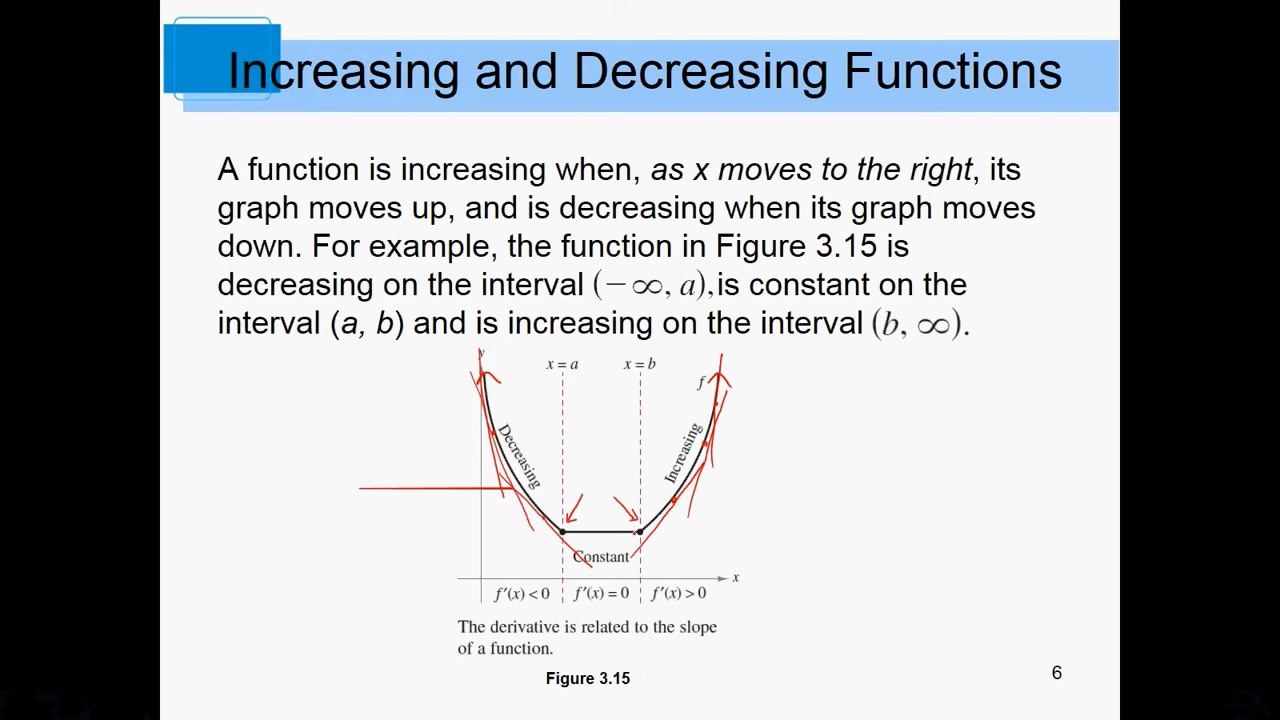 Increasing and Decreasing Functions
A function is increasing when, as x moves to the right, its
graph moves up, and is decreasing when its graph moves
down. For example, the function in Figure 3.15 is
decreasing on the interval (−∞, a), is constant on the
interval (a, b) and is increasing on the interval (b, ∞).
y
x = a
x = b
f
Decreasing
Increasing
Constant
x
f′(x) < 0
f′(x) = 0
f′(x) > 0
The derivative is related to the slope
of a function.
Figure 3.15
6